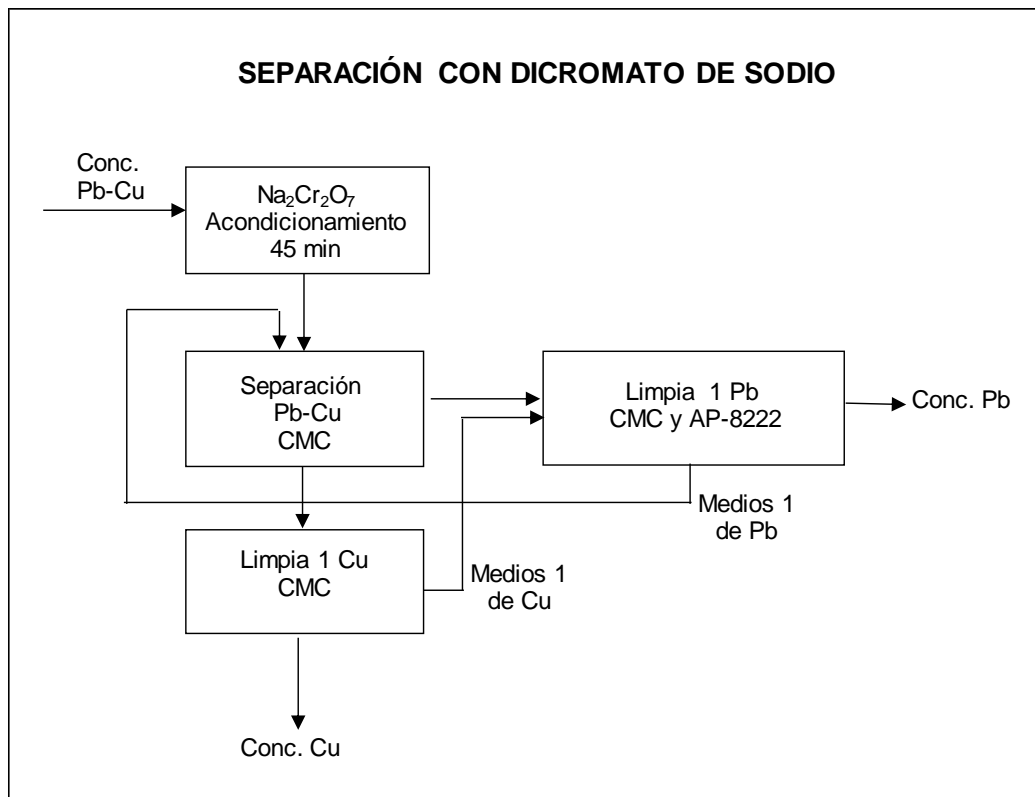 SEPARACIÓN CON DICROMATO DE SODIO
Conc.
Pb-Cu
Na₂Cr₂O₇
Acondicionamiento
45 min
Separación
Pb-Cu
CMC
Limpia 1 Pb
CMC y AP-8222
Conc. Pb
Medios 1
de Pb
Limpia 1 Cu
CMC
Medios 1
de Cu
Conc. Cu